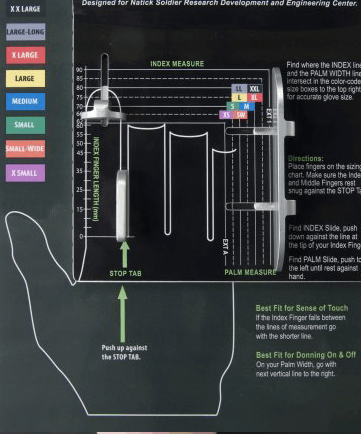 Designed for Natick Soldier Research Development and Engineering Center.
X X LARGE
LARGE-LONG
X LARGE
LARGE
MEDIUM
SMALL
SMALL-WIDE
X SMALL
INDEX MEASURE
90
85
80
75
70
65
60
55
50
45
35
25
15
0
INDEX FINGER LENGTH (mm)
LL XXL
L XL
S M
XS SW
EXT 1
EXT A
STOP TAB
PALM MEASURE
Push up against
the STOP TAB.
Find where the INDEX line
and the PALM WIDTH line
intersect in the color-coded
size boxes to the top right
for accurate glove size.
Directions:
Place fingers on the sizing
chart. Make sure the Index
and Middle Fingers rest
snug against the STOP TA
Find INDEX Slide, push
down against the line at
the tip of your Index Fing
Find PALM Slide, push to
the left until rest against
hand.
Best Fit for Sense of Touch
If the Index Finger falls between
the lines of measurement go
with the shorter line.
Best Fit for Donning On & Off
On your Palm Width, go with
next vertical line to the right.